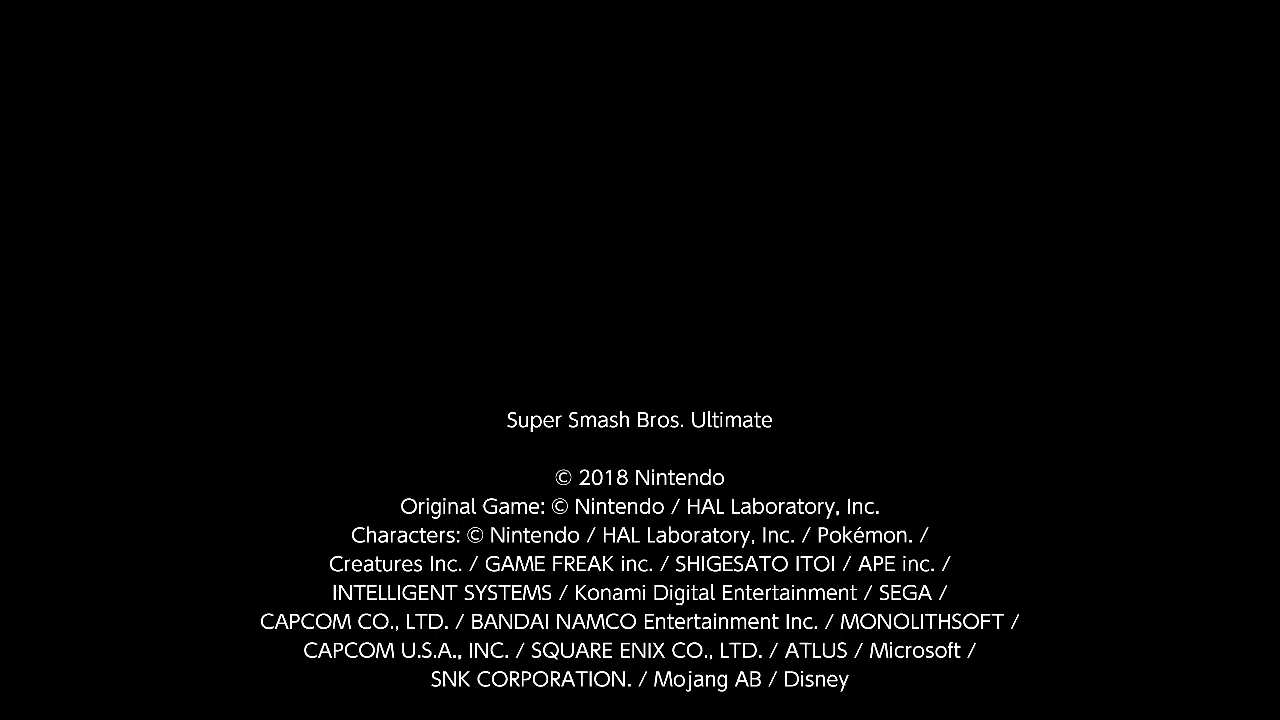 Super Smash Bros. Ultimate
© 2018 Nintendo
Original Game: © Nintendo / HAL Laboratory, Inc.
Characters: © Nintendo / HAL Laboratory, Inc. / Pokémon. /
Creatures Inc. / GAME FREAK inc. / SHIGESATO ITOI / APE inc. /
INTELLIGENT SYSTEMS / Konami Digital Entertainment / SEGA /
CAPCOM CO., LTD. / BANDAI NAMCO Entertainment Inc. / MONOLITHSOFT /
CAPCOM U.S.A., INC. / SQUARE ENIX CO., LTD. / ATLUS / Microsoft /
SNK CORPORATION. / Mojang AB / Disney